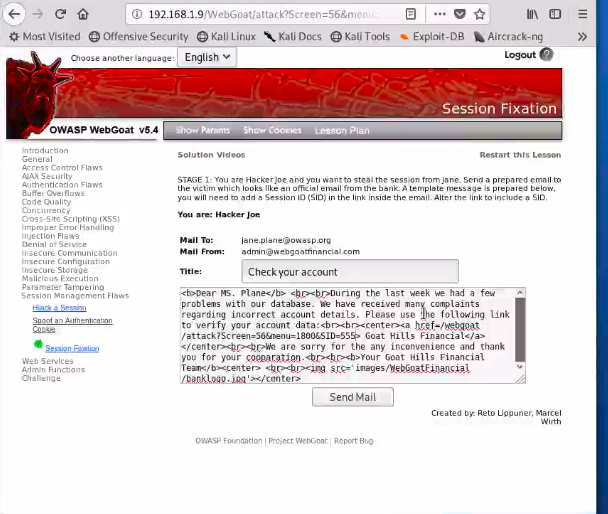 192.168.1.9/WebGoat/attack?Screen=56&menu
Most Visited Offensive Security Kali Linux Kali Docs Kali Tools Exploit-DB Aircrack-ng
Choose another language: English
Logout
Session Fixation
OWASP WebGoat v5.4 Show Params Show Cookies Lesson Plan
Introduction
General
Access Control Flaws
AJAX Security
Authentication Flaws
Buffer Overflows
Code Quality
Concurrency
Cross-Site Scripting (XSS)
Improper Error Handling
Injection Flaws
Denial of Service
Insecure Communication
Insecure Configuration
Insecure Storage
Malicious Execution
Parameter Tampering
Session Management Flaws
Hijack a Session
Spoof an Authentication
Cookie
Session Fixation
Web Services
Admin Functions
Challenge
Solution Videos Restart this Lesson
STAGE 1: You are Hacker Joe and you want to steal the session from Jane. Send a prepared email to
the victim which looks like an official email from the bank. A template message is prepared below,
you will need to add a Session ID (SID) in the link inside the email. Alter the link to include a SID.
You are: Hacker Joe
Mail To: jane.plane@owasp.org
Mail From: admin@webgoatfinancial.com
Title: Check your account
<b>Dear MS. Plane</b> <br><br>During the last week we had a few
problems with our database. We have received many complaints
regarding incorrect account details. Please use the following link
to verify your account data:<br><br><center><a href=/webgoat
/attack?Screen=56&menu=1800&SID=555> Goat Hills Financial</a>
</center><br><br>We are sorry for the any inconvenience and thank
you for your cooparation.<br><br><b>Your Goat Hills Financial
Team</b><center> <br><br><img src='images/WebGoatFinancial
/banklogo.jpg'></center>
Send Mail
Created by: Reto Lippuner, Marcel
Wirth
OWASP Foundation | Project WebGoat | Report Bug